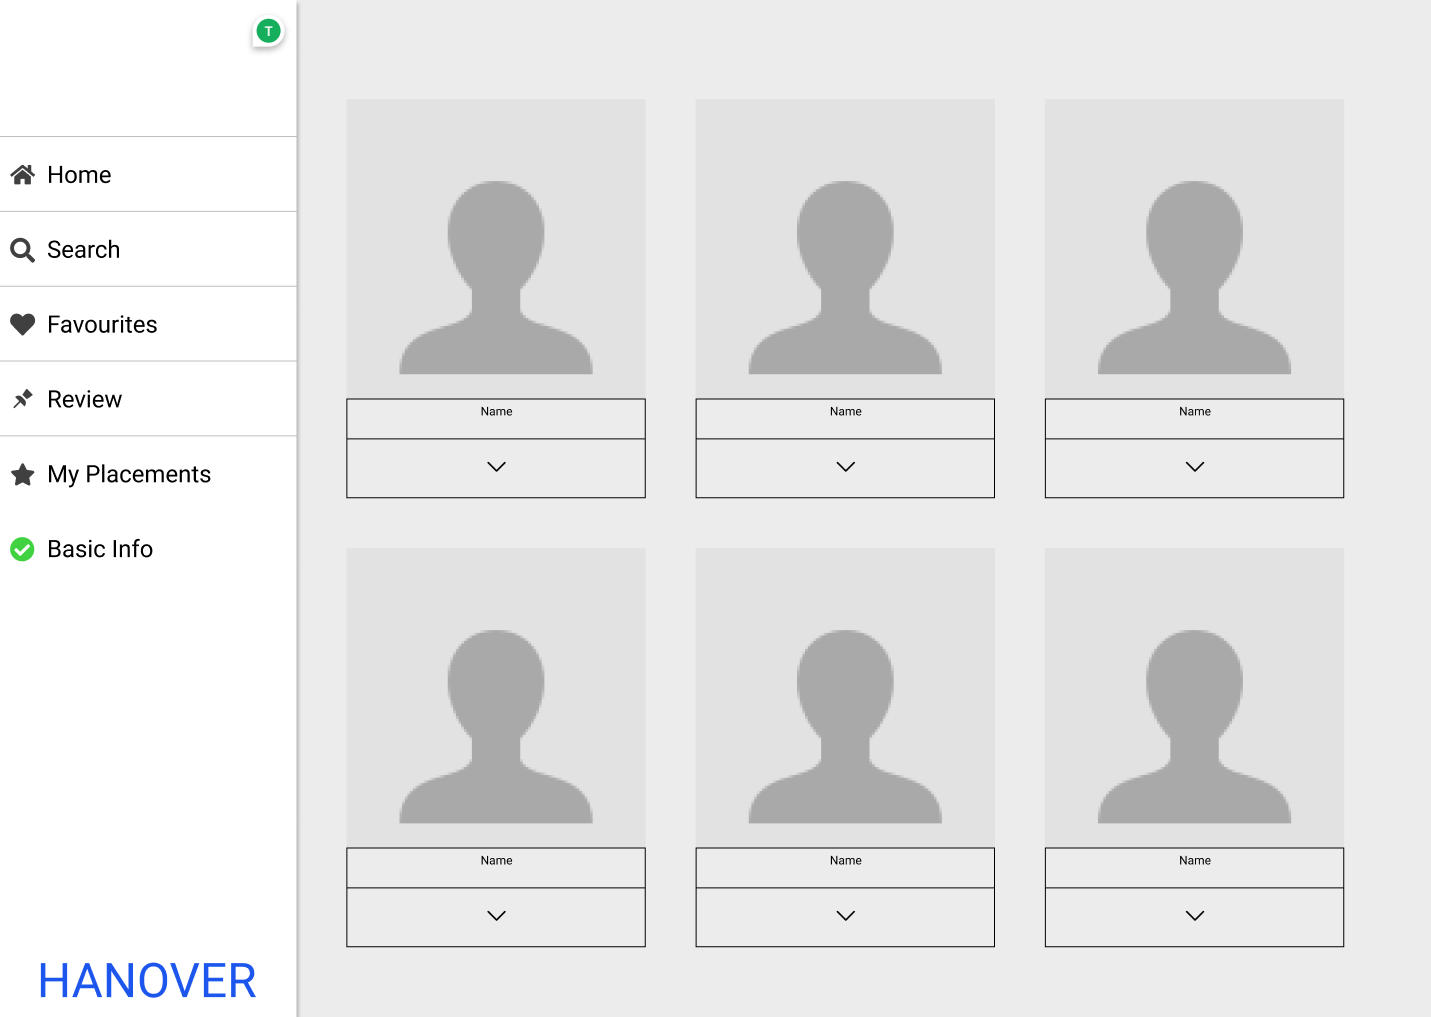 T
Home
Search
Favourites
Review
My Placements
Basic Info
HANOVER
Name
Name
Name
Name
Name
Name